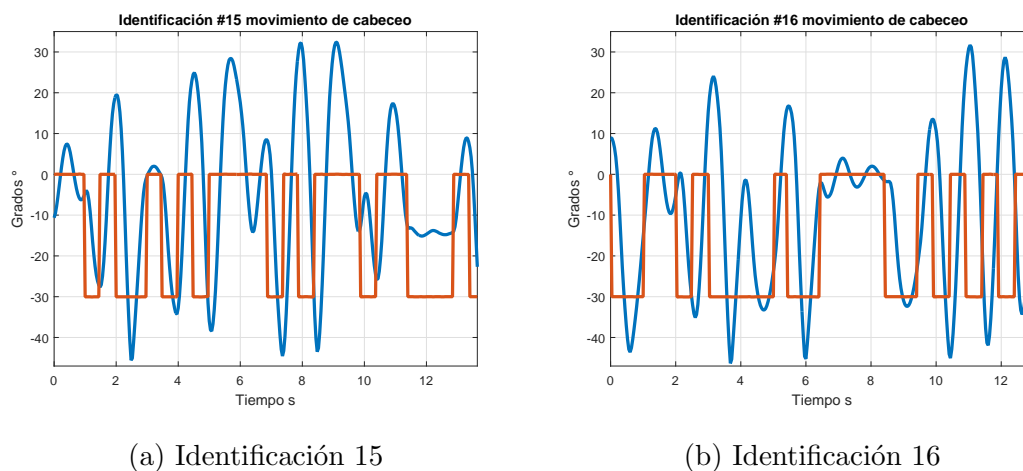 Identificación #15 movimiento de cabeceo
30
20
10
0
-10
-20
-30
-40
Grados °
0 2 4 6 8 10 12
Tiempo s
(a) Identificación 15
Identificación #16 movimiento de cabeceo
30
20
10
0
-10
-20
-30
-40
Grados °
0 2 4 6 8 10 12
Tiempo s
(b) Identificación 16